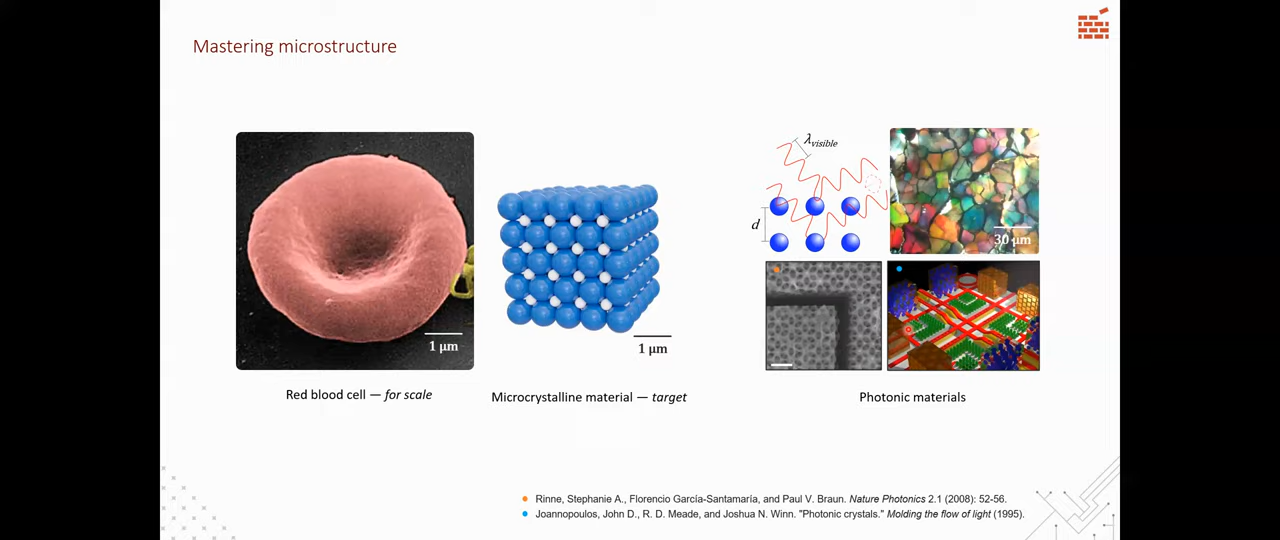 Mastering microstructure
λvisible
d
30 μm
1 μm
1 μm
Red blood cell — for scale
Microcrystalline material — target
Photonic materials
Rinne, Stephanie A., Florencio García-Santamaría, and Paul V. Braun. Nature Photonics 2.1 (2008): 52-56.
Joannopoulos, John D., R. D. Meade, and Joshua N. Winn. "Photonic crystals." Molding the flow of light (1995).